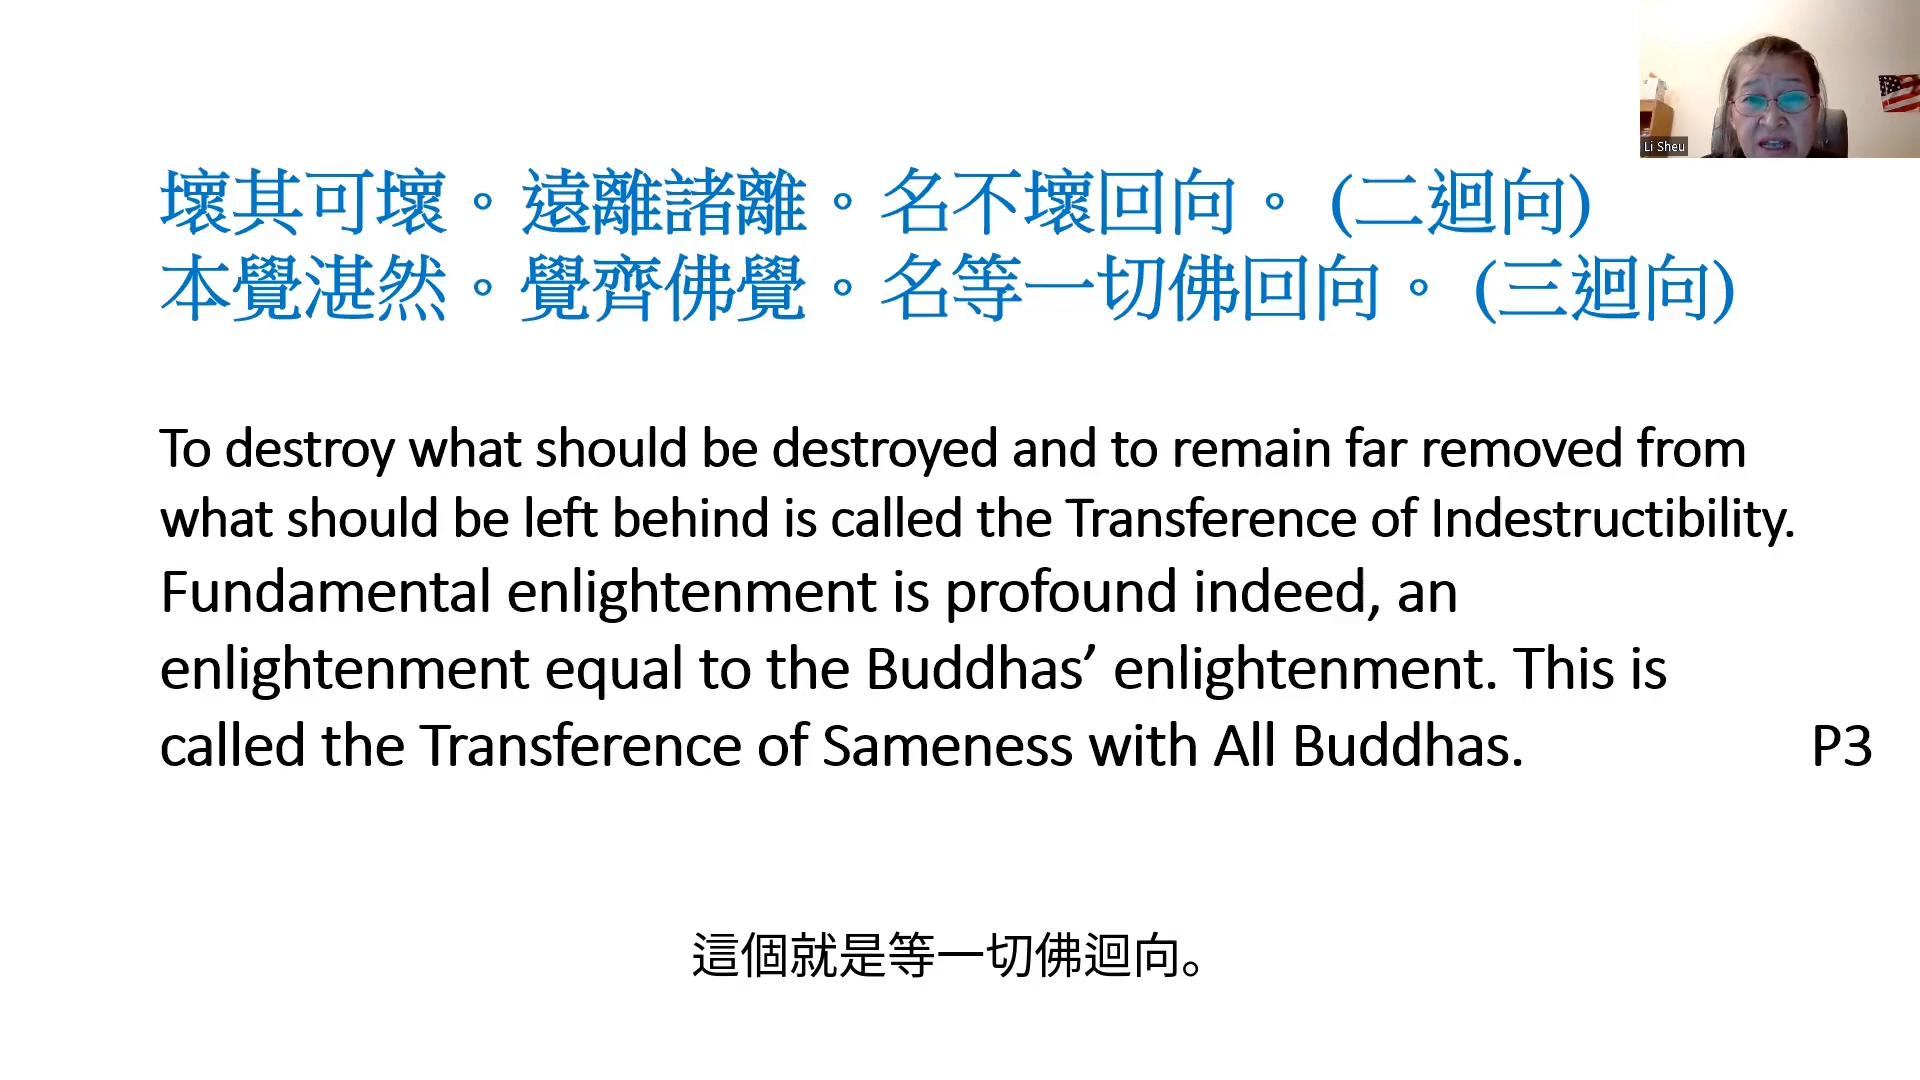 Li Sheu
壞其可壞。遠離諸離。名不壞回向。(二迴向)
本覺湛然。覺齊佛覺。名等一切佛回向。(三迴向)
To destroy what should be destroyed and to remain far removed from
what should be left behind is called the Transference of Indestructibility.
Fundamental enlightenment is profound indeed, an
enlightenment equal to the Buddhas’ enlightenment. This is
called the Transference of Sameness with All Buddhas.
P3
這個就是等一切佛迴向。